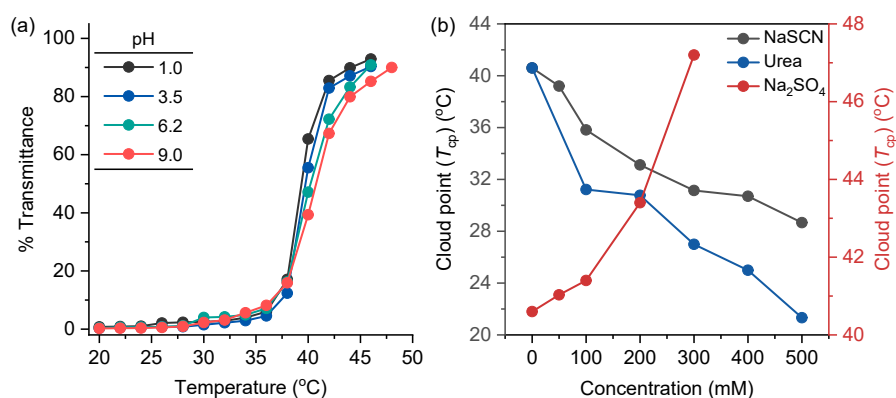 (a)
pH
1.0
3.5
6.2
9.0
% Transmittance
100
80
60
40
20
0
20 25 30 35 40 45 50
Temperature (°C)
(b)
NaSCN
Urea
Na₂SO₄
Cloud point (Tcp) (°C)
44
40
36
32
28
24
20
0 100 200 300 400 500
Concentration (mM)
48
46
44
42
41
40
Cloud point (Tcp) (°C)